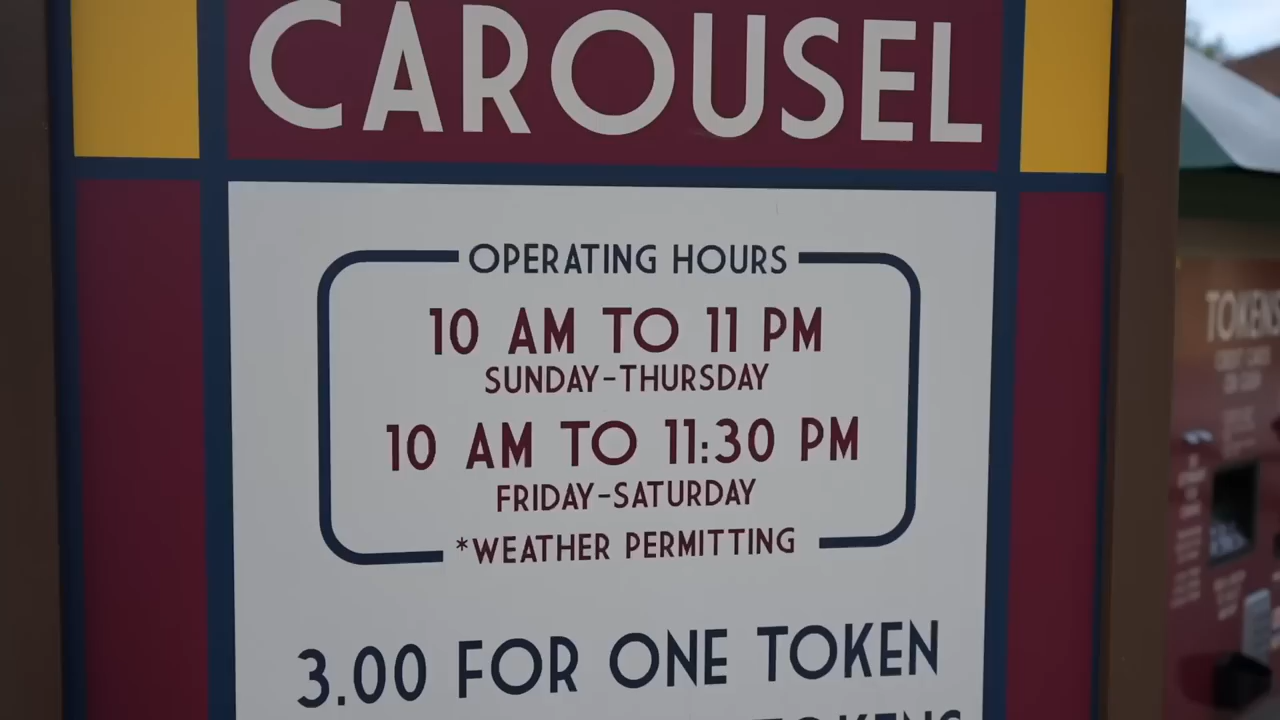 CAROUSEL
OPERATING HOURS
10 AM TO 11 PM
SUNDAY-THURSDAY
10 AM TO 11:30 PM
FRIDAY-SATURDAY
*WEATHER PERMITTING
3.00 FOR ONE TOKEN
TOKENS
TOKENS